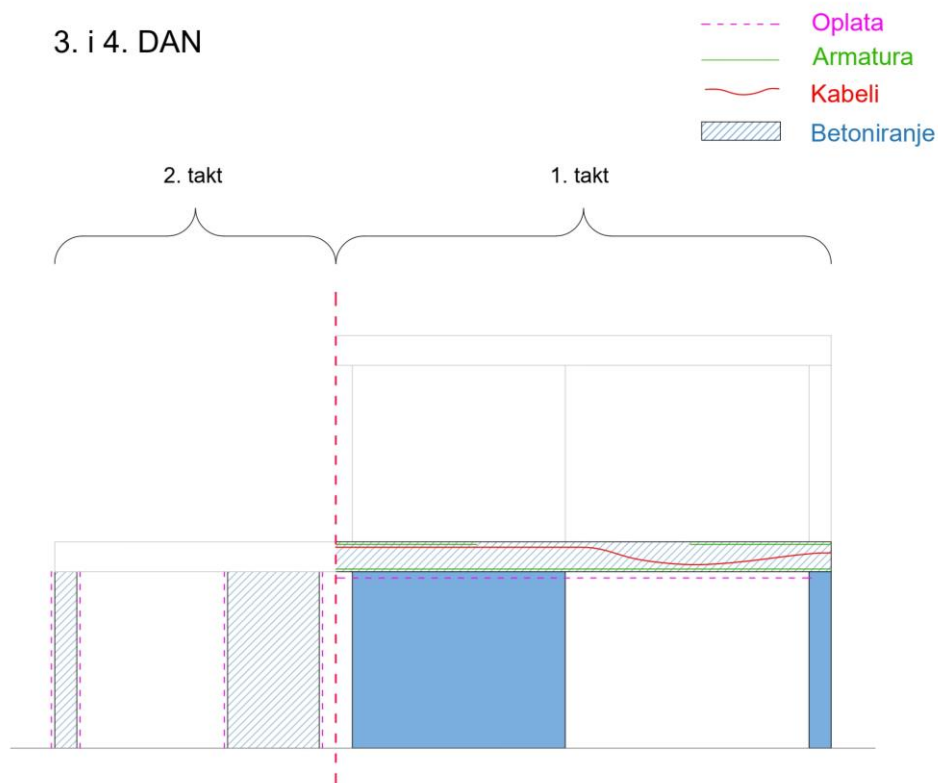 3. i 4. DAN
Oplata
Armatura
Kabeli
Betoniranje
2. takt
1. takt